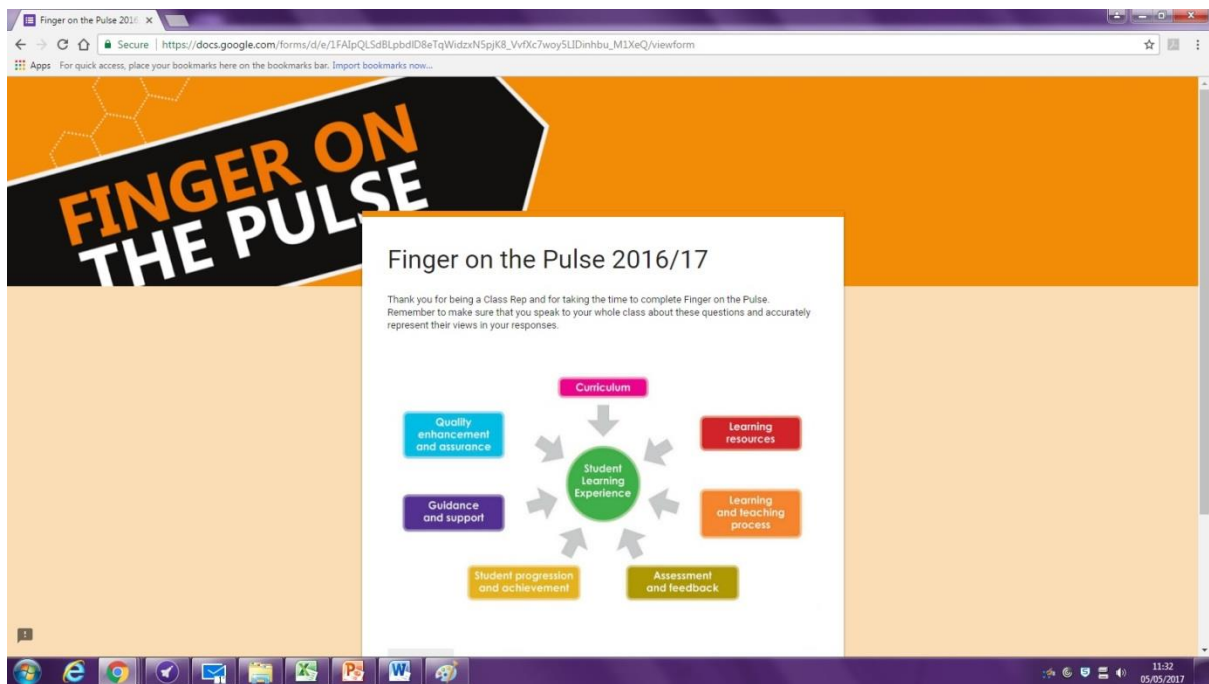 Finger on the Pulse 2016
Secure | https://docs.google.com/forms/d/e/1FAIpQLSdBLpbdlD8eTqWidzxN5pjK8_VvfXc7woy5LIDinhbu_M1XeQ/viewform
Apps For quick access, place your bookmarks here on the bookmarks bar. Import bookmarks now...
FINGER ON
THE PULSE
Finger on the Pulse 2016/17
Thank you for being a Class Rep and for taking the time to complete Finger on the Pulse.
Remember to make sure that you speak to your whole class about these questions and accurately
represent their views in your responses.
Curriculum
Quality
enhancement
and assurance
Learning
resources
Student
Learning
Experience
Guidance
and support
Learning
and teaching
process
Student progression
and achievement
Assessment
and feedback
11:32
05/05/2017